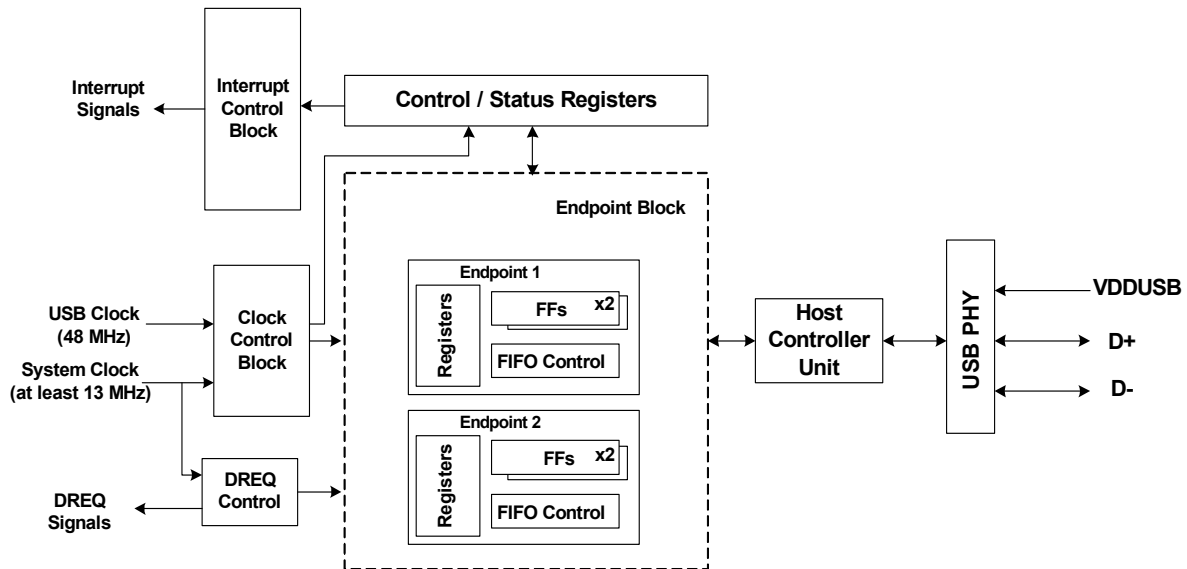 Interrupt
Signals
Interrupt
Control
Block
Control / Status Registers
Endpoint Block
USB Clock
(48 MHz)
System Clock
(at least 13 MHz)
Clock
Control
Block
DREQ
Control
DREQ
Signals
Endpoint 1
Registers
FFs x2
FIFO Control
Endpoint 2
Registers
FFs x2
FIFO Control
Host
Controller
Unit
USB PHY
VDDUSB
D+
D-